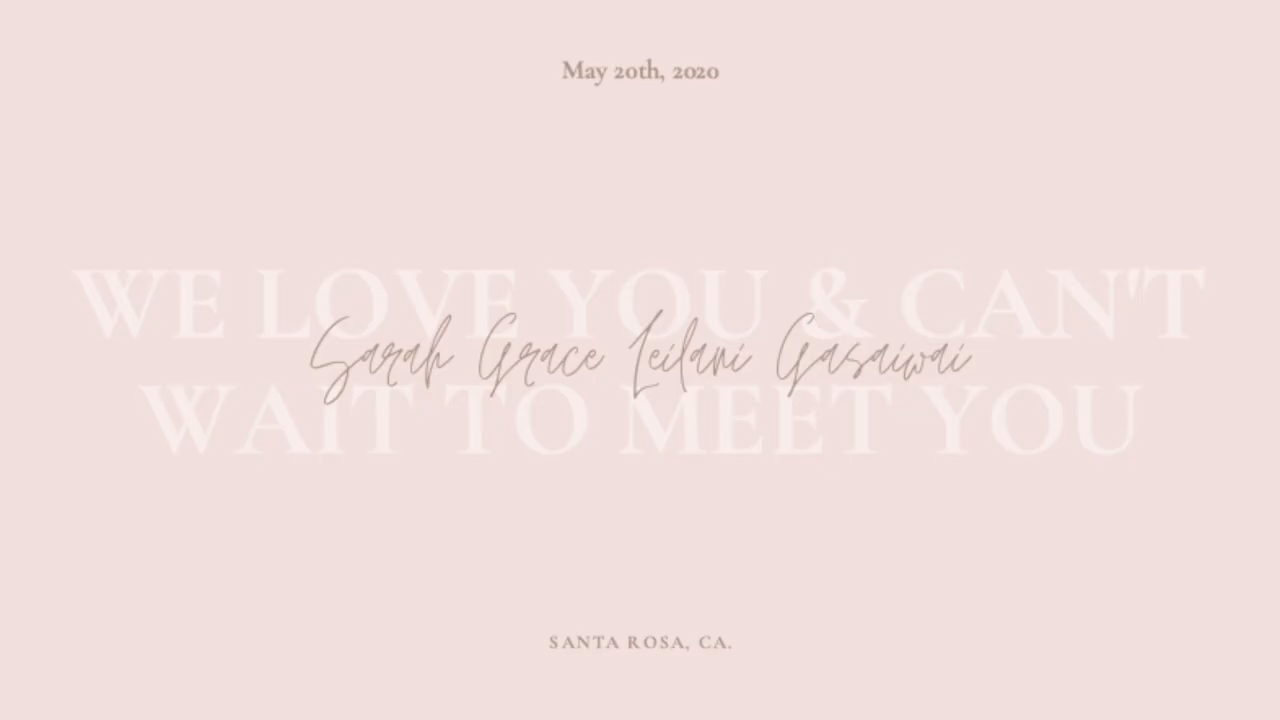 May 20th, 2020
WE LOVE YOU & CAN'T
Sarah Grace Leilani Gasaiwai
WAIT TO MEET YOU
SANTA ROSA, CA.